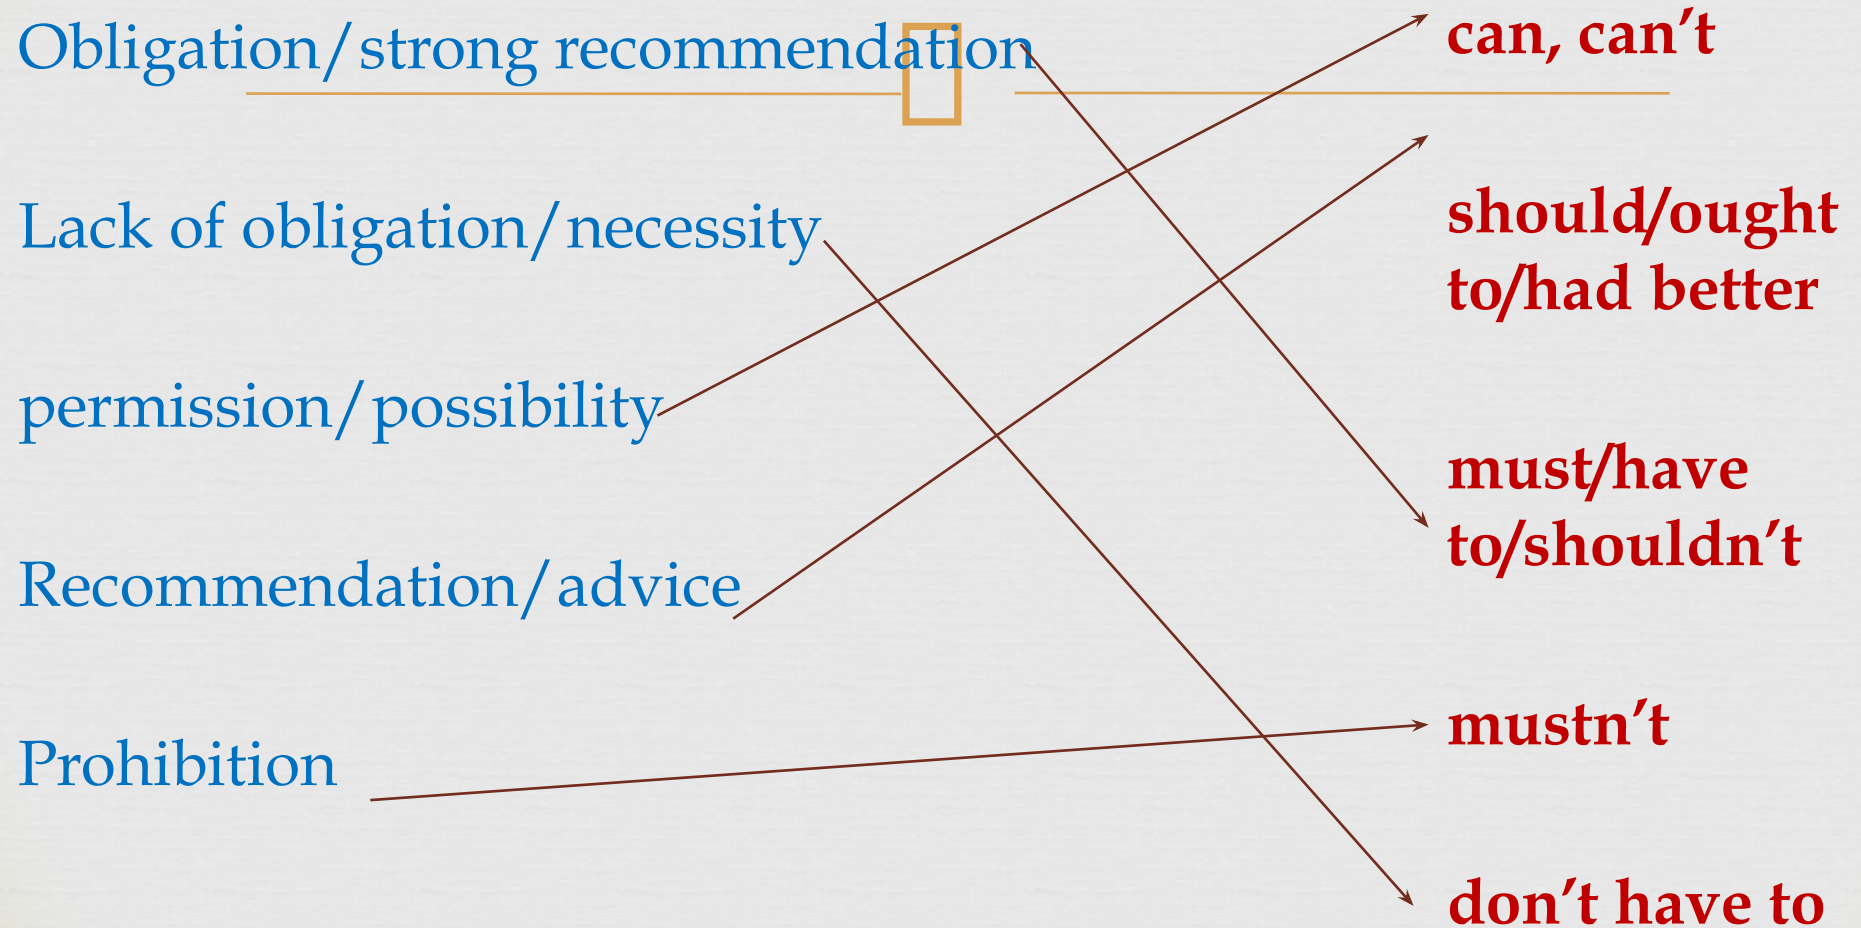 Obligation/strong recommendation
Lack of obligation/necessity
permission/possibility
Recommendation/advice
Prohibition
can, can’t
should/ought
to/had better
must/have
to/shouldn’t
mustn’t
don’t have to